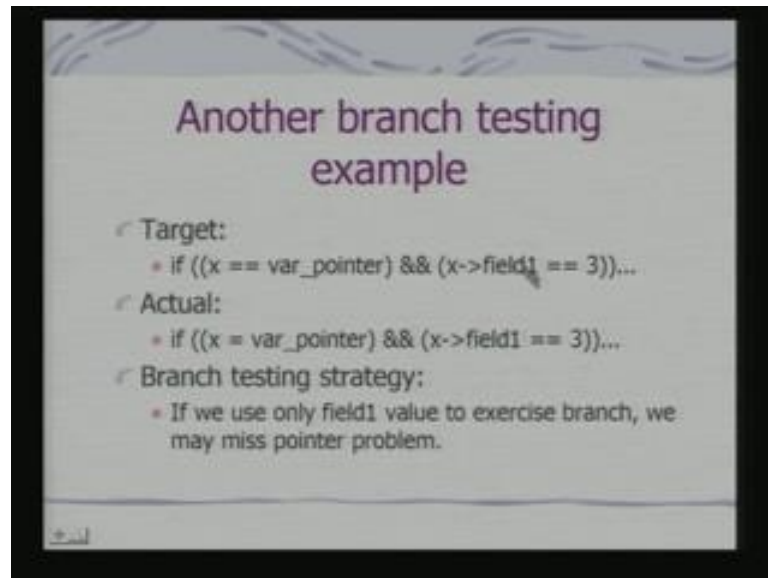 Another branch testing
example
Target:
if ((x == var_pointer) && (x->field1 == 3))...
Actual:
if ((x = var_pointer) && (x->field1 == 3))...
Branch testing strategy:
If we use only field1 value to exercise branch, we
may miss pointer problem.